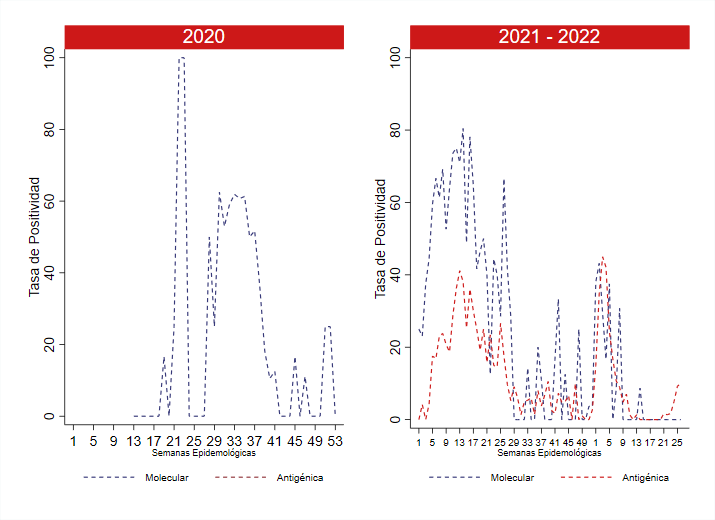 2020
Tasa de Positividad
100
80
60
40
20
0
1 5 9 13 17 21 25 29 33 37 41 45 49 53
Semanas Epidemológicas
Molecular Antigénica
2021 - 2022
Tasa de Positividad
100
80
60
40
20
0
1 5 9 13 17 21 25 29 33 37 41 45 49 1 5 9 13 17 21 25
Semanas Epidemológicas
Molecular Antigénica